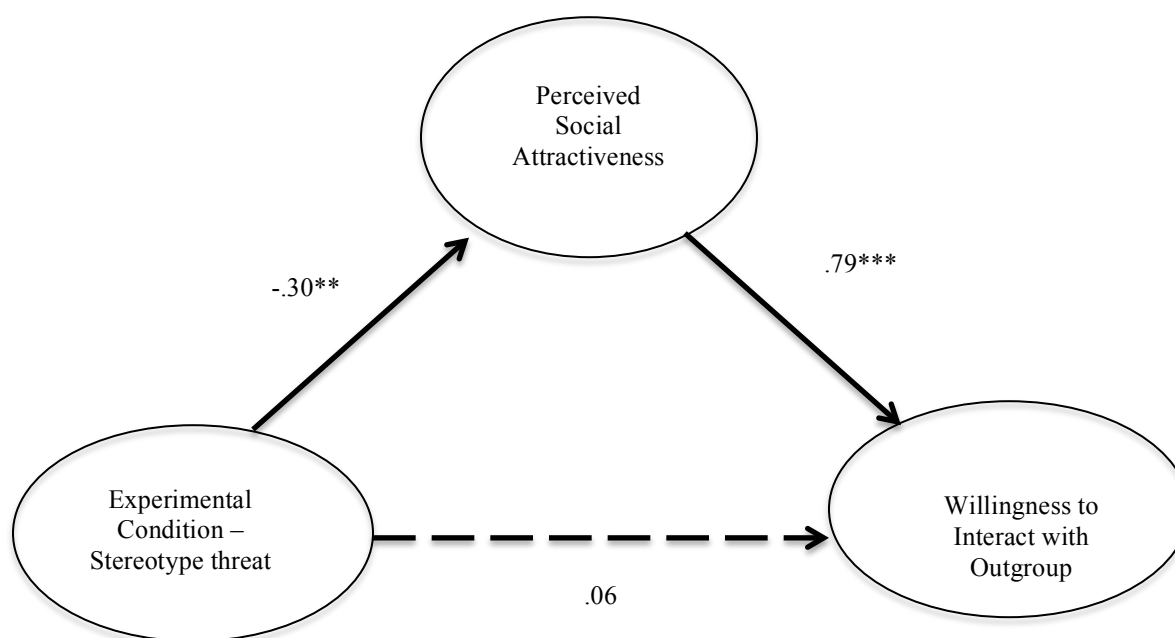 Perceived
Social
Attractiveness
-.30**
.79***
Experimental
Condition –
Stereotype threat
Willingness to
Interact with
Outgroup
.06